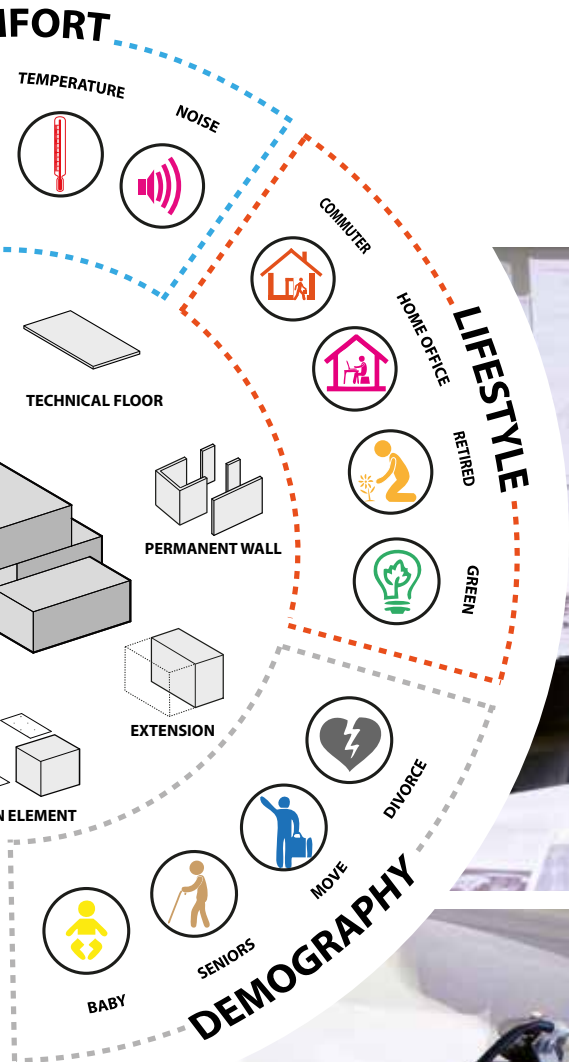 MFORT
TEMPERATURE
NOISE
COMMUTER
HOME OFFICE
LIFESTYLE
RETIRED
GREEN
TECHNICAL FLOOR
PERMANENT WALL
EXTENSION
N ELEMENT
DIVORCE
MOVE
SENIORS
BABY
DEMOGRAPHY